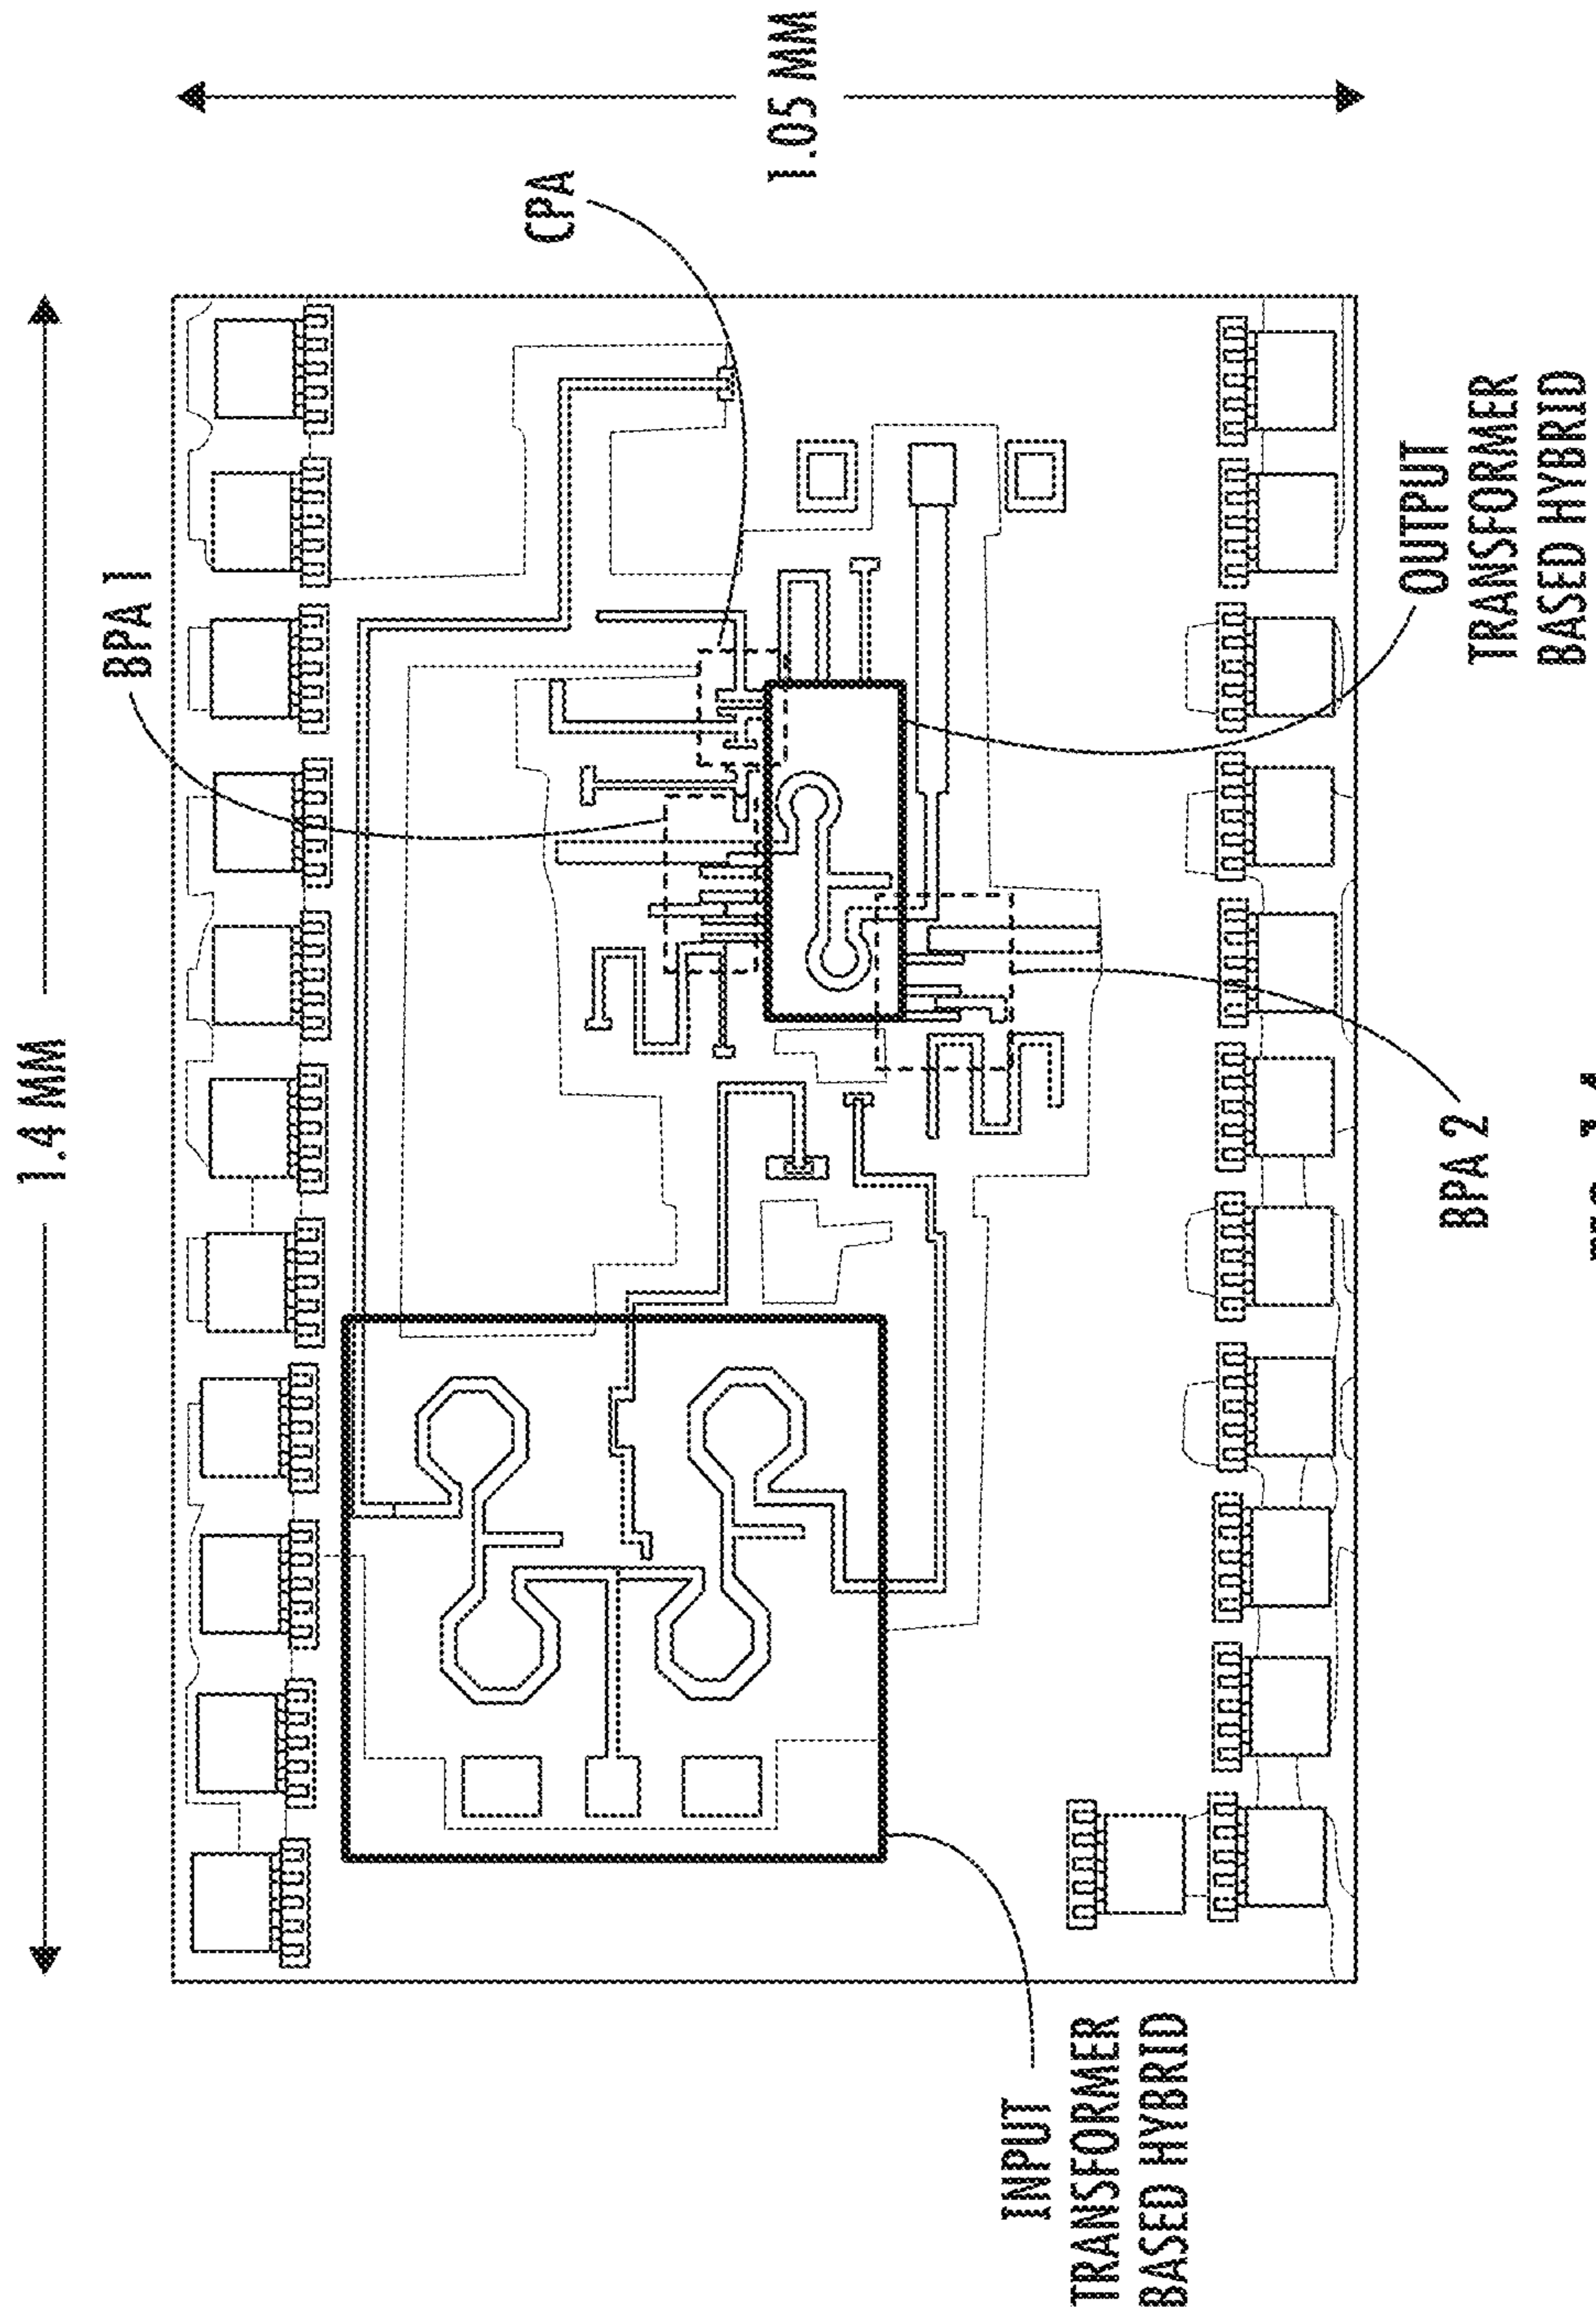 1.4 MM
1.05 MM
BPA 1
CPA
INPUT
TRANSFORMER
BASED HYBRID
BPA 2
OUTPUT
TRANSFORMER
BASED HYBRID